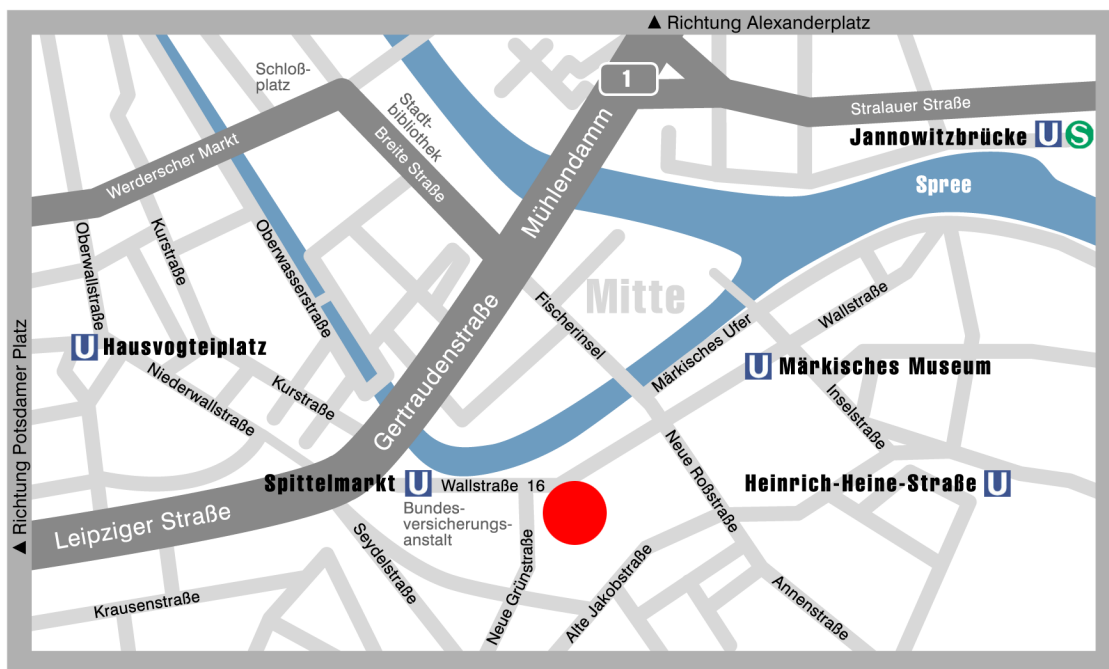 ▲ Richtung Alexanderplatz
1
Schloß-
platz
Stadt-
bibliothek
Stralauer Straße
Breite Straße
Mühlendamm
Jannowitzbrücke U S
Werderscher Markt
Spree
Oberwallstraße
Kurstraße
Oberwasserstraße
Mitte
Fischerinsel
Wallstraße
Märkisches Ufer
U Hausvogteiplatz
Gertraudenstraße
U Märkisches Museum
Niederwallstraße
Kurstraße
Inselstraße
▲ Richtung Potsdamer Platz
Neue Roßstraße
Spittelmarkt U Wallstraße 16
Heinrich-Heine-Straße U
Leipziger Straße
Bundes-
versicherungs-
anstalt
Seydelstraße
Neue Grünstraße
Alte Jakobstraße
Annenstraße
Krausenstraße